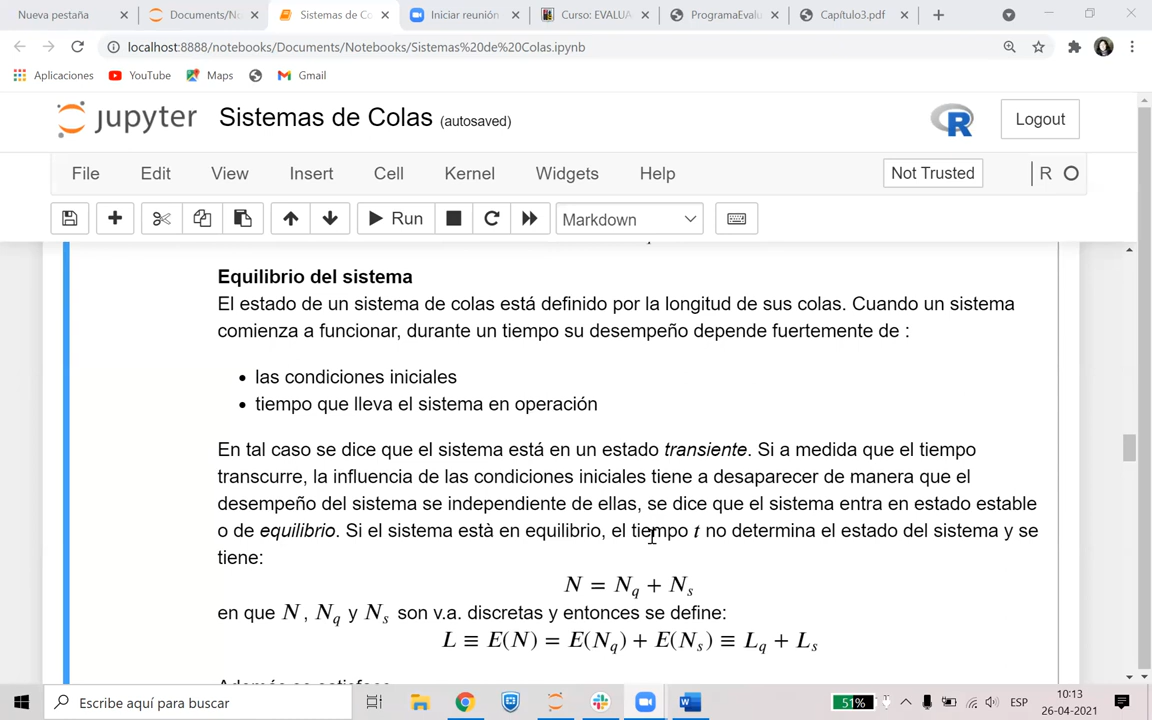 Nueva pestaña
Documents/No
Sistemas de Co
Iniciar reunión
Curso: EVALUA
ProgramaEvalu
Capítulo3.pdf
localhost:8888/notebooks/Documents/Notebooks/Sistemas%20de%20Colas.ipynb
Aplicaciones YouTube Maps Gmail
jupyter Sistemas de Colas (autosaved) R Logout
File Edit View Insert Cell Kernel Widgets Help Not Trusted R
Run Markdown
Equilibrio del sistema
El estado de un sistema de colas está definido por la longitud de sus colas. Cuando un sistema
comienza a funcionar, durante un tiempo su desempeño depende fuertemente de :
• las condiciones iniciales
• tiempo que lleva el sistema en operación
En tal caso se dice que el sistema está en un estado transiente. Si a medida que el tiempo
transcurre, la influencia de las condiciones iniciales tiene a desaparecer de manera que el
desempeño del sistema se independiente de ellas, se dice que el sistema entra en estado estable
o de equilibrio. Si el sistema està en equilibrio, el tiempo t no determina el estado del sistema y se
tiene:
N = N_q + N_s
en que N , N_q y N_s son v.a. discretas y entonces se define:
L ≡ E(N) = E(N_q) + E(N_s) ≡ L_q + L_s
Escribe aquí para buscar
51%
ESP
10:13
26-04-2021